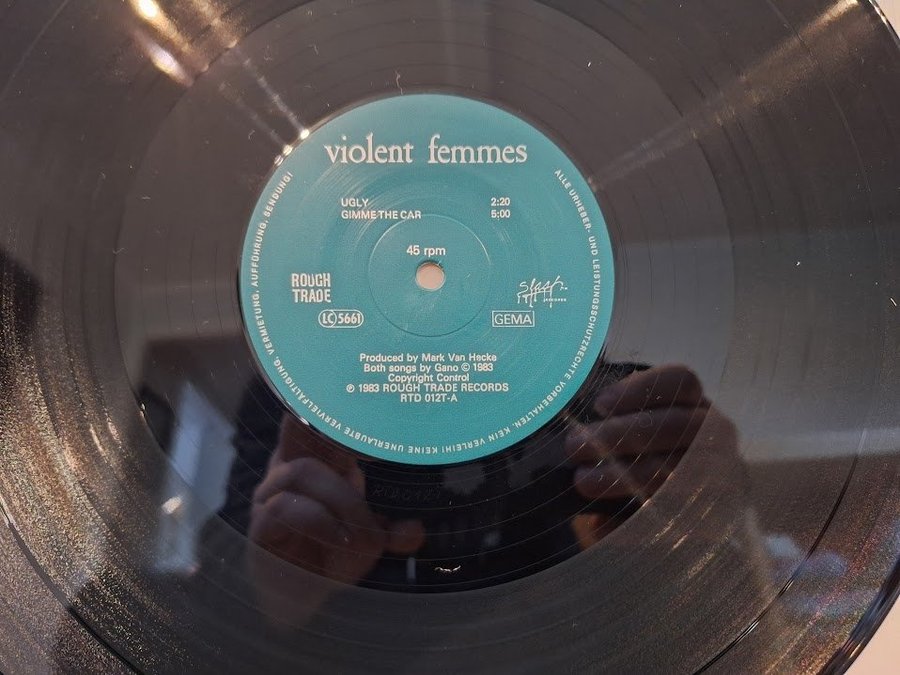 violent femmes
UGLY 2:20
GIMME THE CAR 5:00
45 rpm
ROUGH
TRADE
LC 5661
Slash
RECORDS
GEMA
Produced by Mark Van Hecke
Both songs by Gano © 1983
Copyright Control
℗ 1983 ROUGH TRADE RECORDS
RTD 012T-A
ALLE URHEBER- UND LEISTUNGSSCHUTZRECHTE VORBEHALTEN. KEIN VERLEIH! KEINE UNERLAUBTE VERVIELFÄLTIGUNG, VERMIETUNG, AUFFÜHRUNG, SENDUNG!